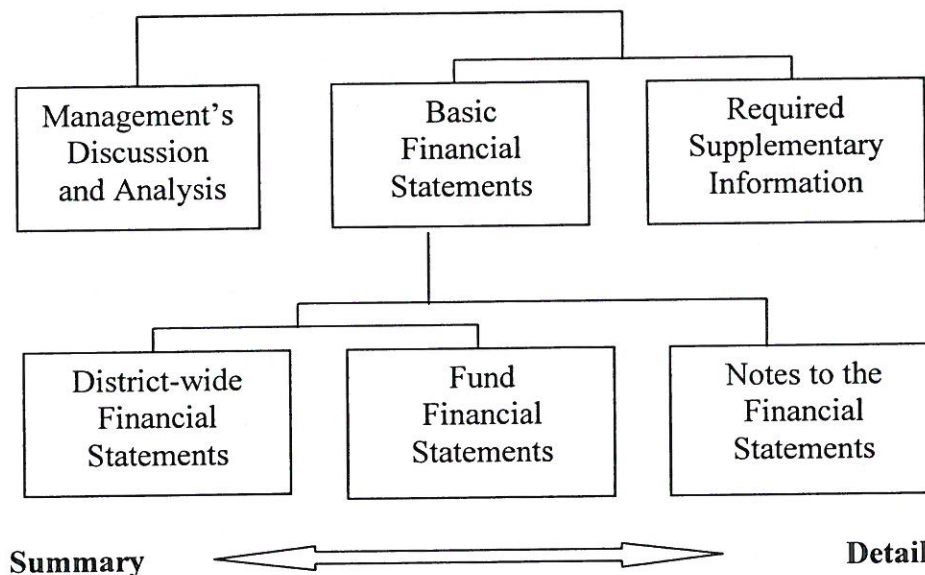 Management's
Discussion
and Analysis
Basic
Financial
Statements
Required
Supplementary
Information
District-wide
Financial
Statements
Fund
Financial
Statements
Notes to the
Financial
Statements
Summary
Detail